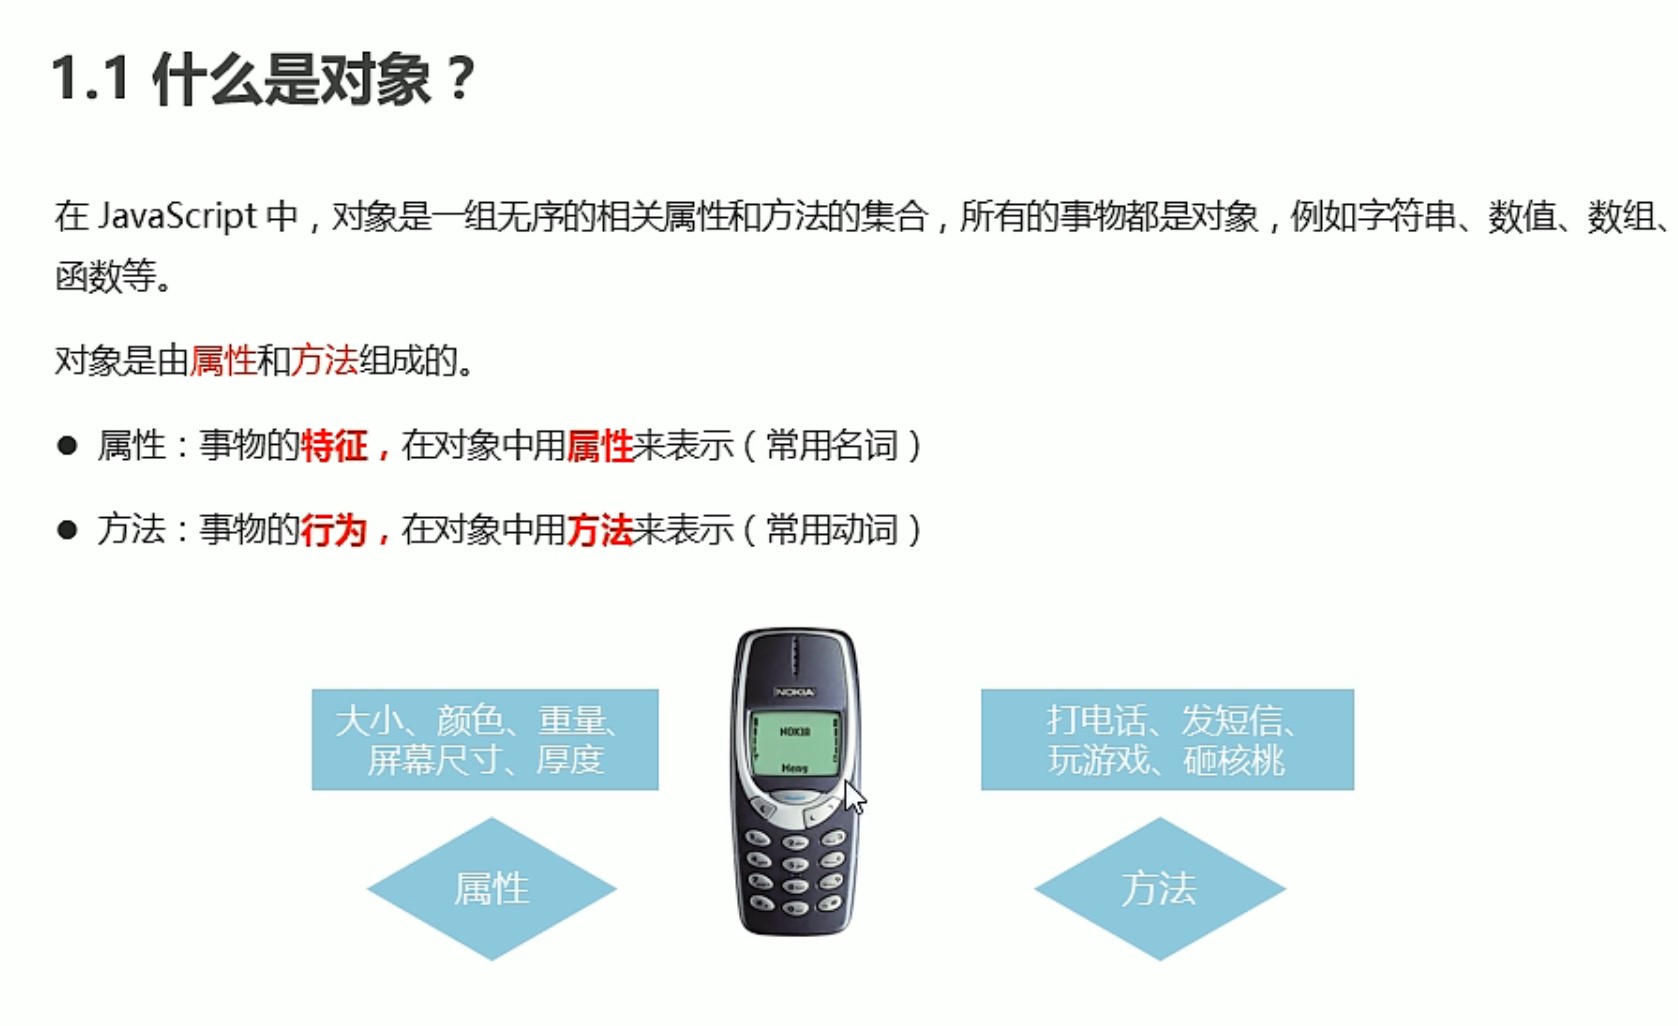 1.1 什么是对象？
在 JavaScript 中，对象是一组无序的相关属性和方法的集合，所有的事物都是对象，例如字符串、数值、数组、
函数等。
对象是由属性和方法组成的。
● 属性：事物的特征，在对象中用属性来表示（常用名词）
● 方法：事物的行为，在对象中用方法来表示（常用动词）
大小、颜色、重量、
屏幕尺寸、厚度
属性
NOKIA
NOKIA
Menu
打电话、发短信、
玩游戏、砸核桃
方法